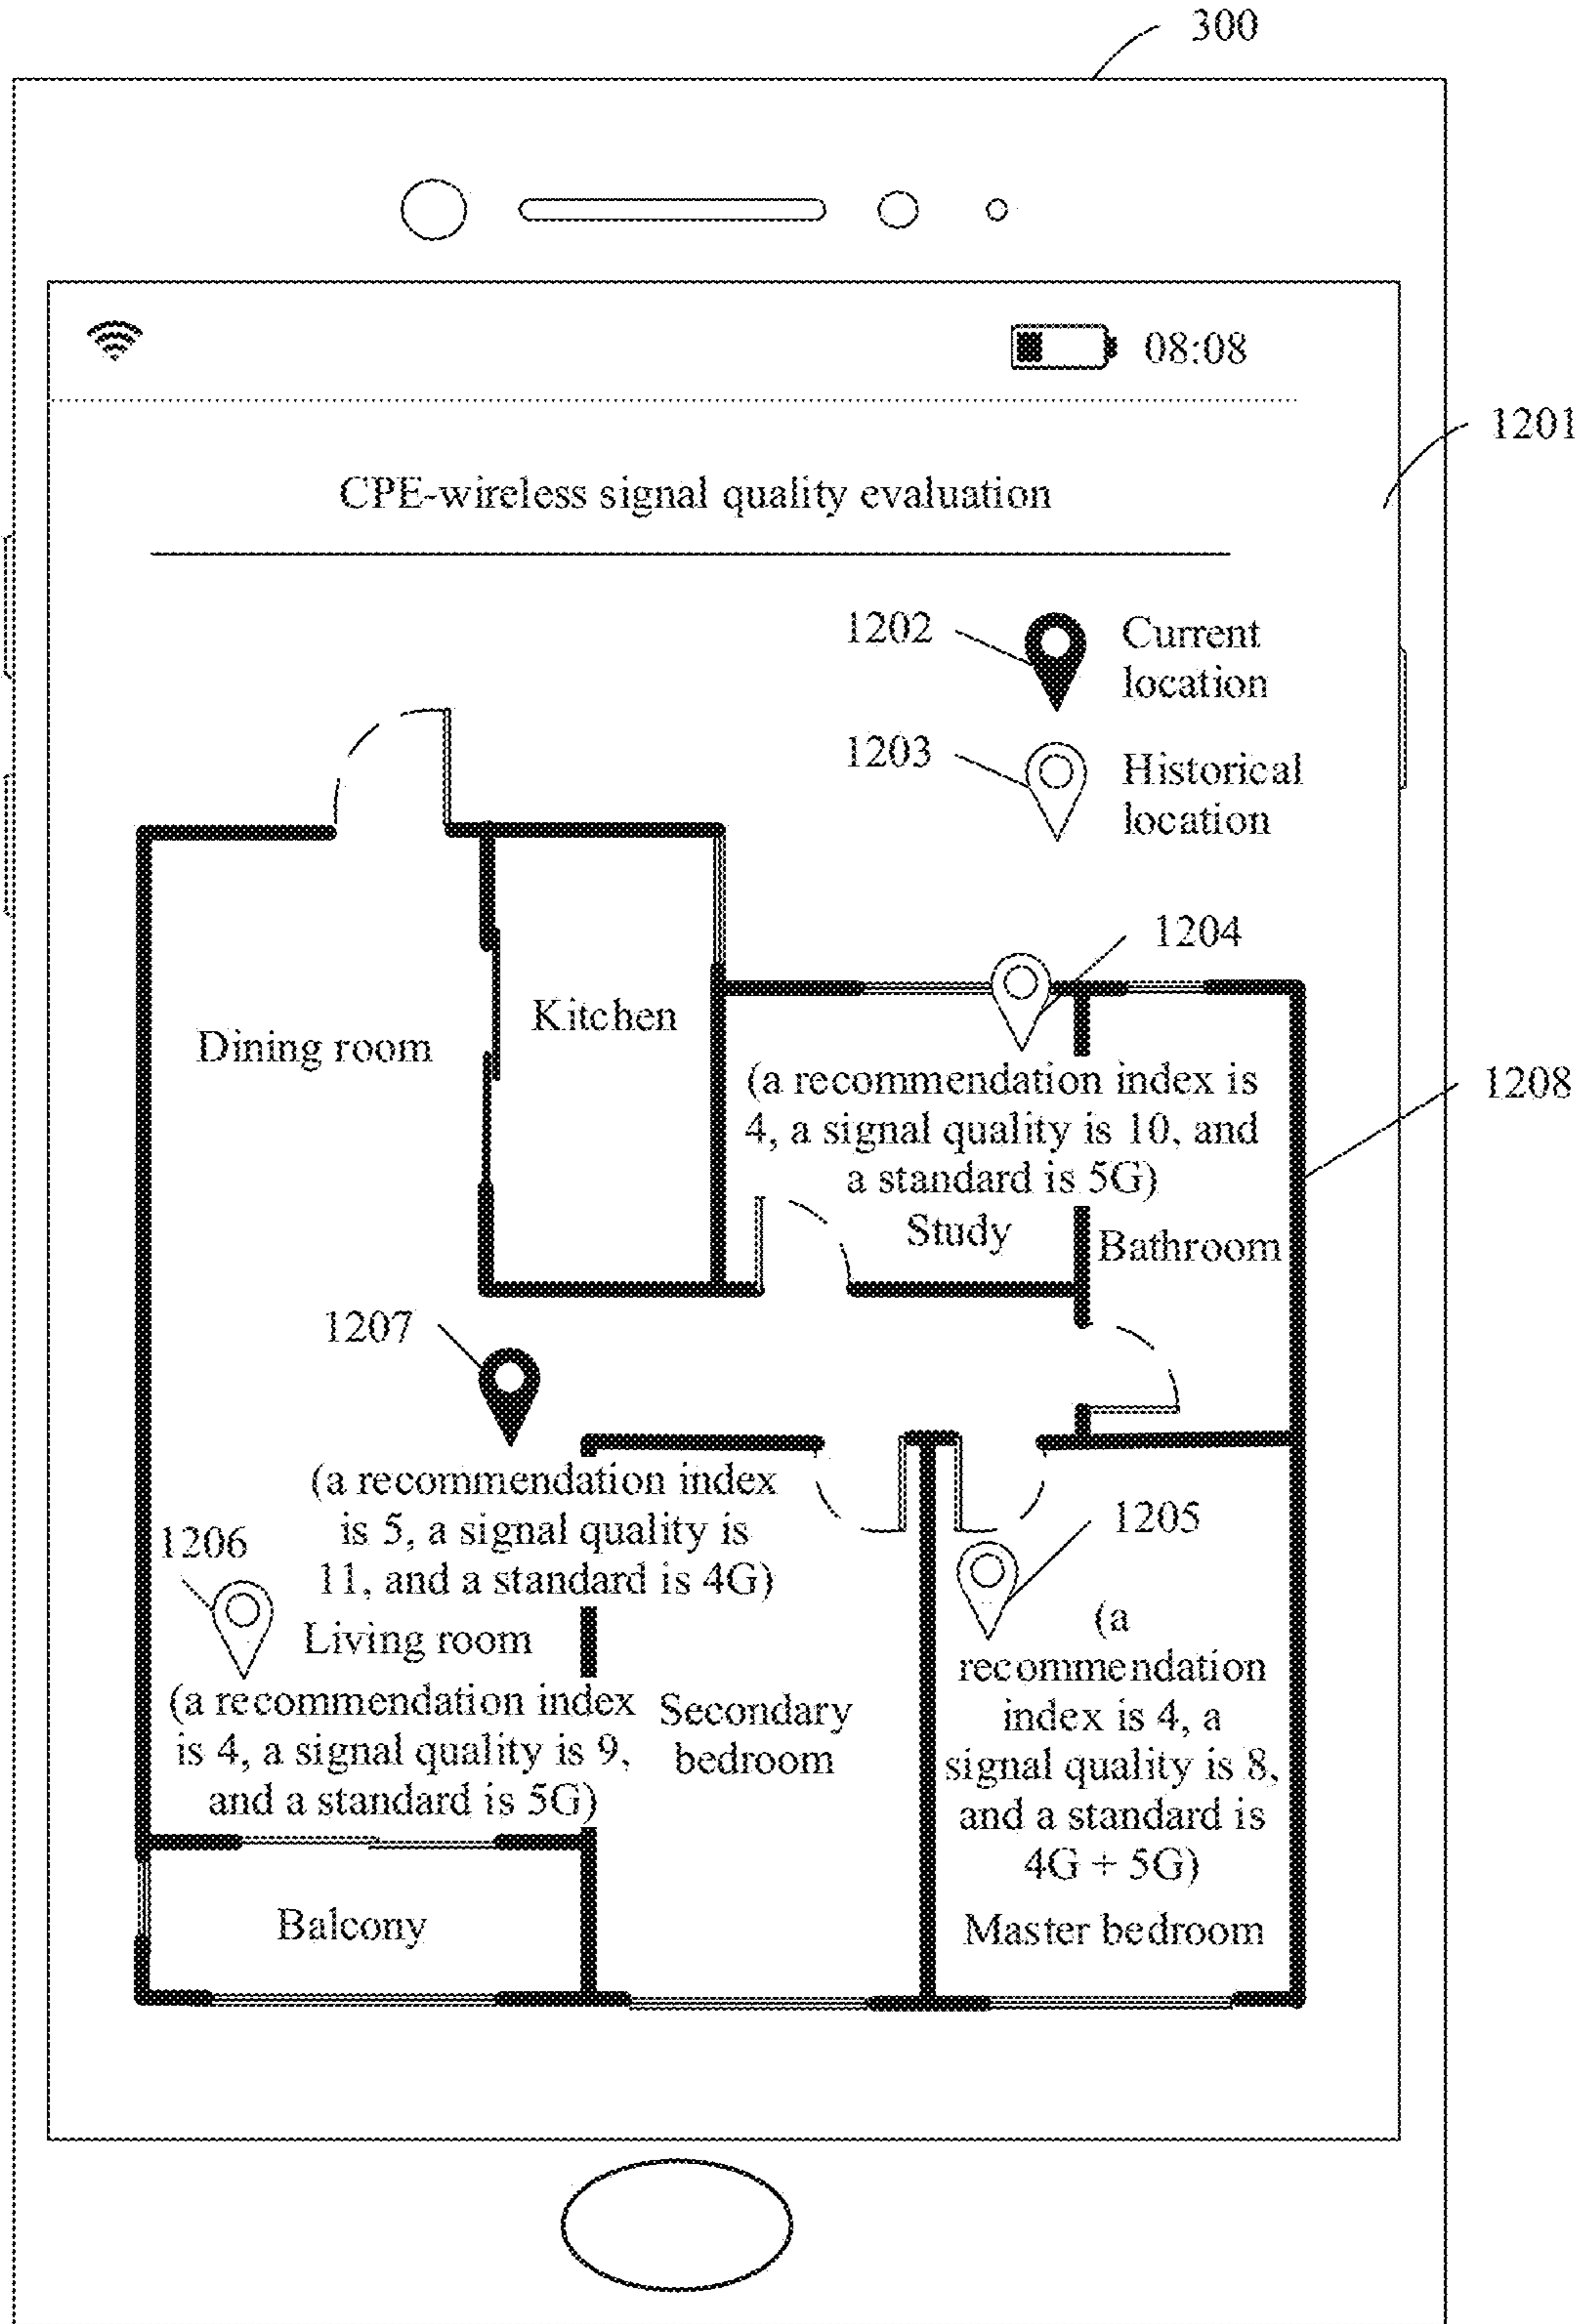 300
08:08
1201
CPE-wireless signal quality evaluation
1202
Current
location
1203
Historical
location
1204
Kitchen
Dining room
(a recommendation index is
4, a signal quality is 10, and
a standard is 5G)
1208
Study
Bathroom
1207
(a recommendation index
is 5, a signal quality is
11, and a standard is 4G)
1206
1205
Living room
(a recommendation index
is 4, a signal quality is 9,
and a standard is 5G)
Secondary
bedroom
(a
recommendation
index is 4, a
signal quality is 8,
and a standard is
4G + 5G)
Balcony
Master bedroom